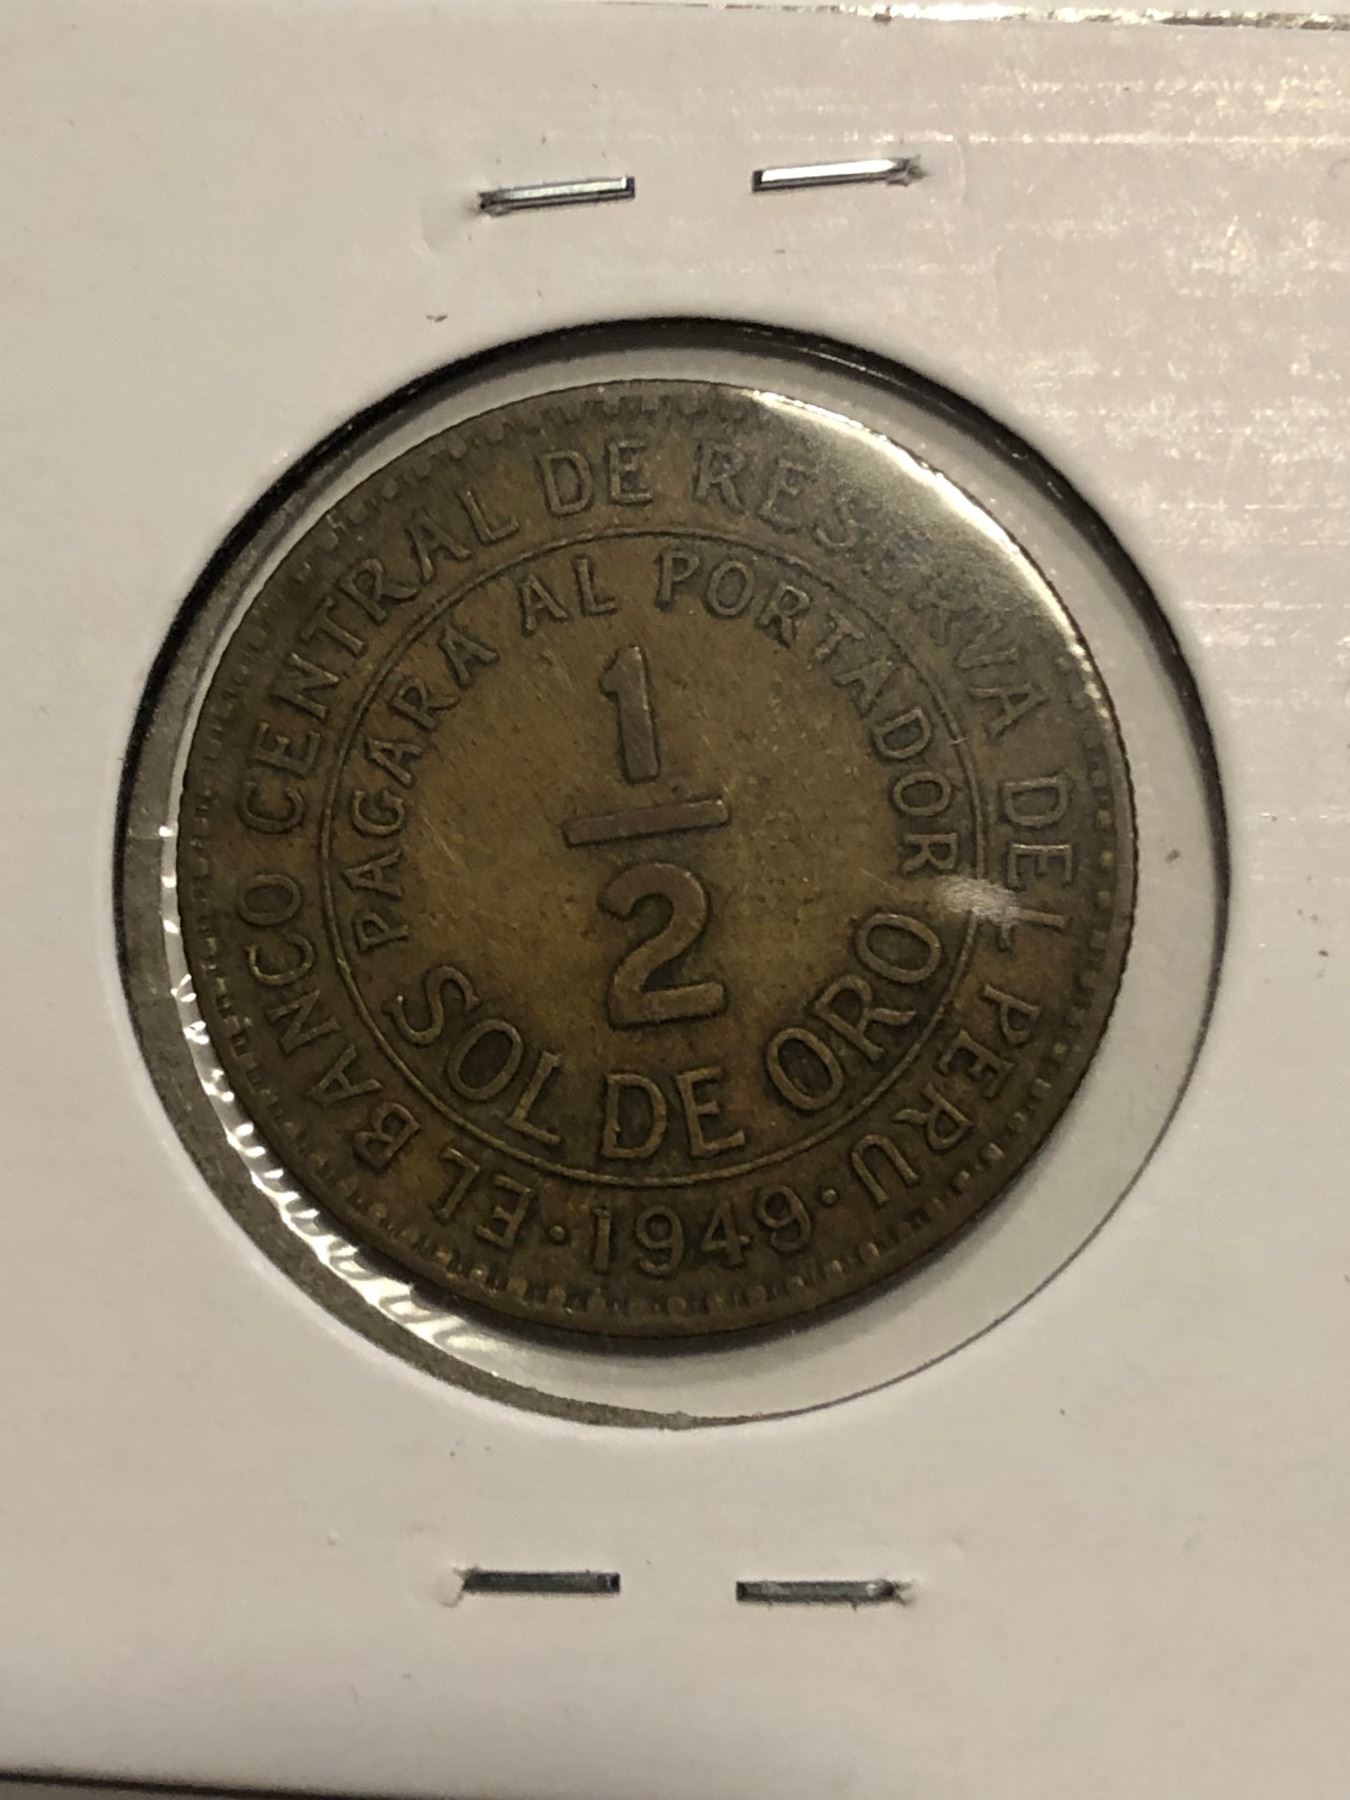 EL BANCO CENTRAL DE RESERVA DEL PERU
PAGARA AL PORTADOR
1/2
SOL DE ORO
· 1949 ·